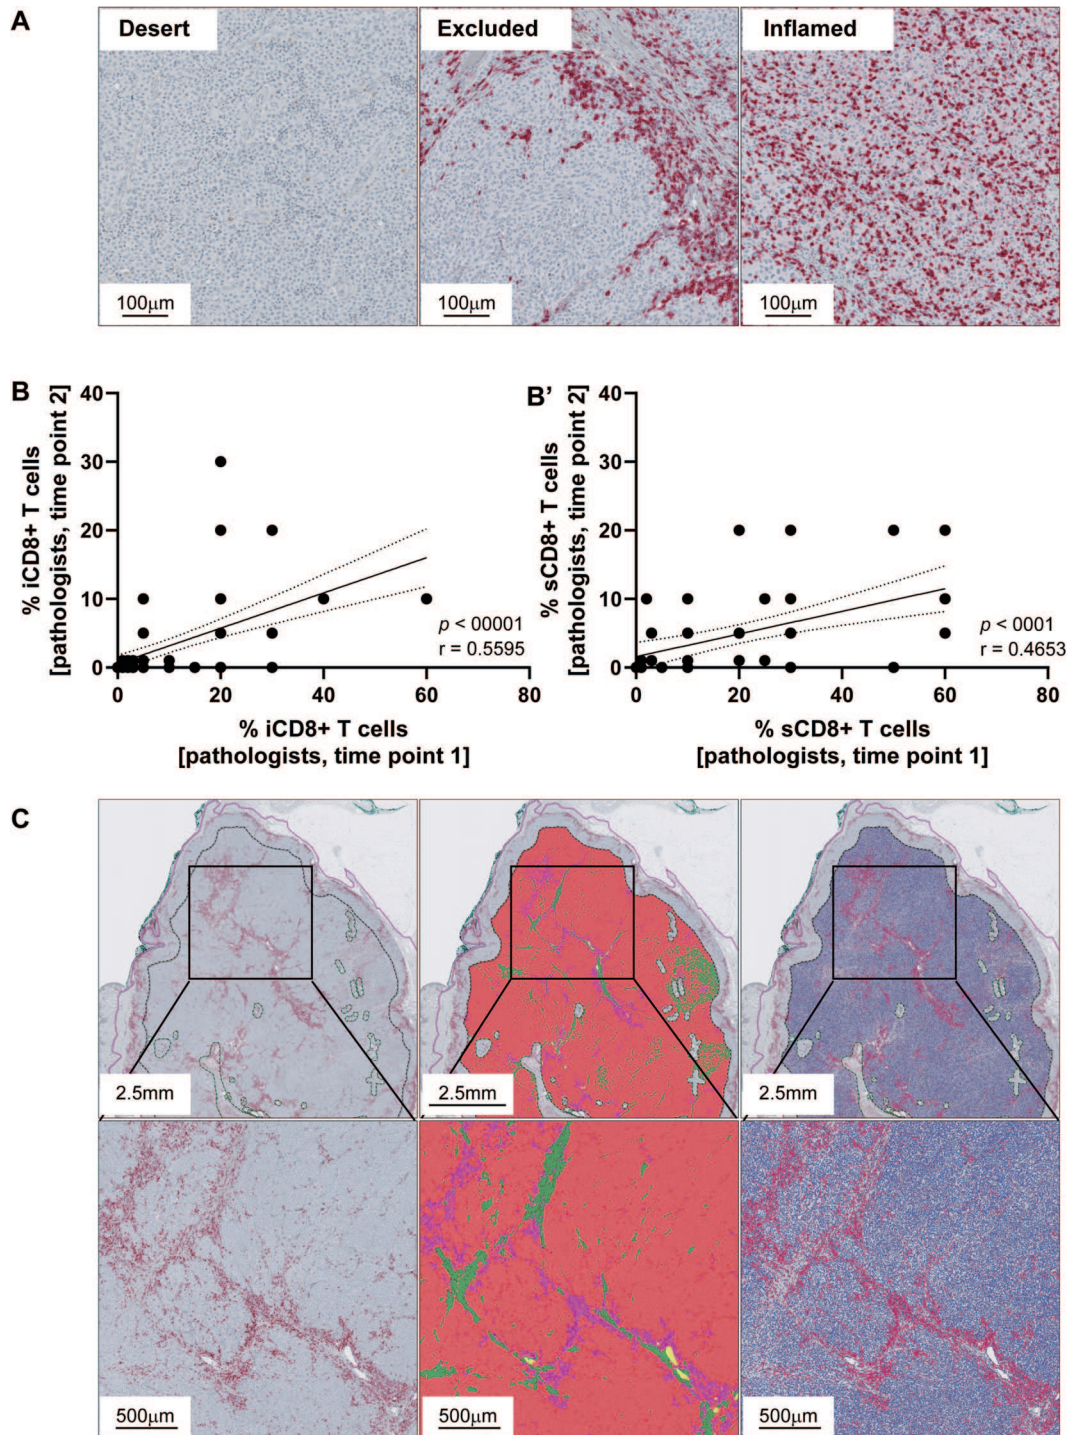 A
Desert
Excluded
Inflamed
100μm
100μm
100μm
B
% iCD8+ T cells
[pathologists, time point 2]
40
30
20
10
0
p < 00001
r = 0.5595
0 20 40 60 80
% iCD8+ T cells
[pathologists, time point 1]
B’
% sCD8+ T cells
[pathologists, time point 2]
40
30
20
10
0
p < 0001
r = 0.4653
0 20 40 60 80
% sCD8+ T cells
[pathologists, time point 1]
C
2.5mm
2.5mm
2.5mm
500μm
500μm
500μm